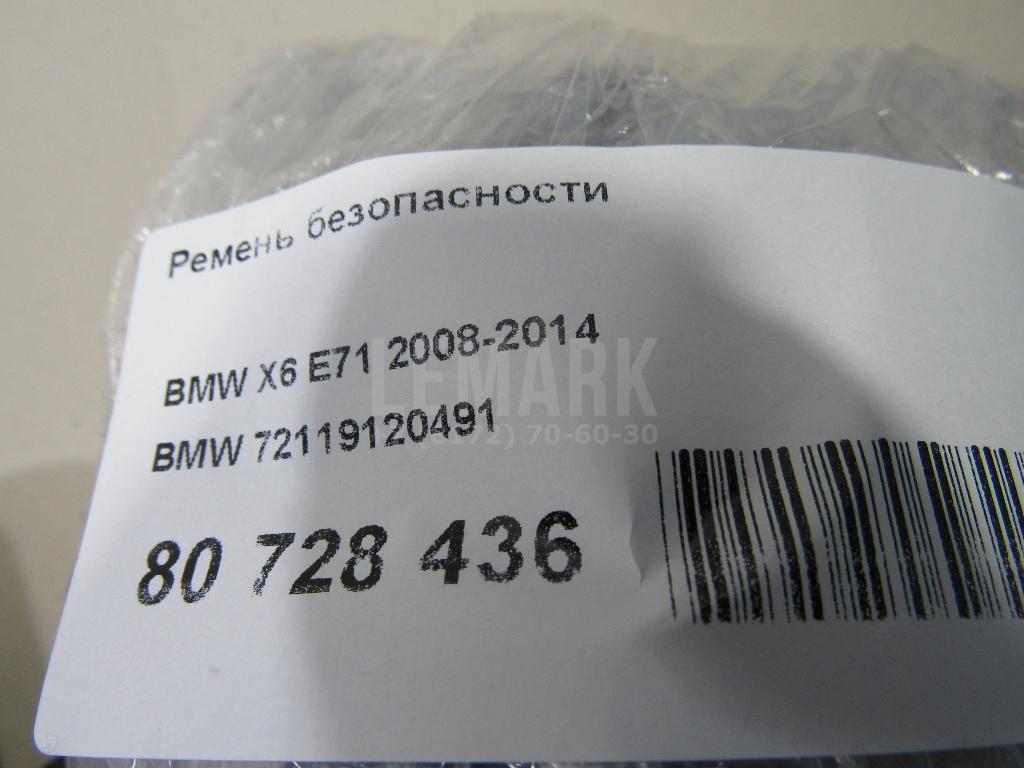 Ремень безопасности
BMW X6 E71 2008-2014
LEMARK
BMW 72119120491
70-60-30
80 728 436